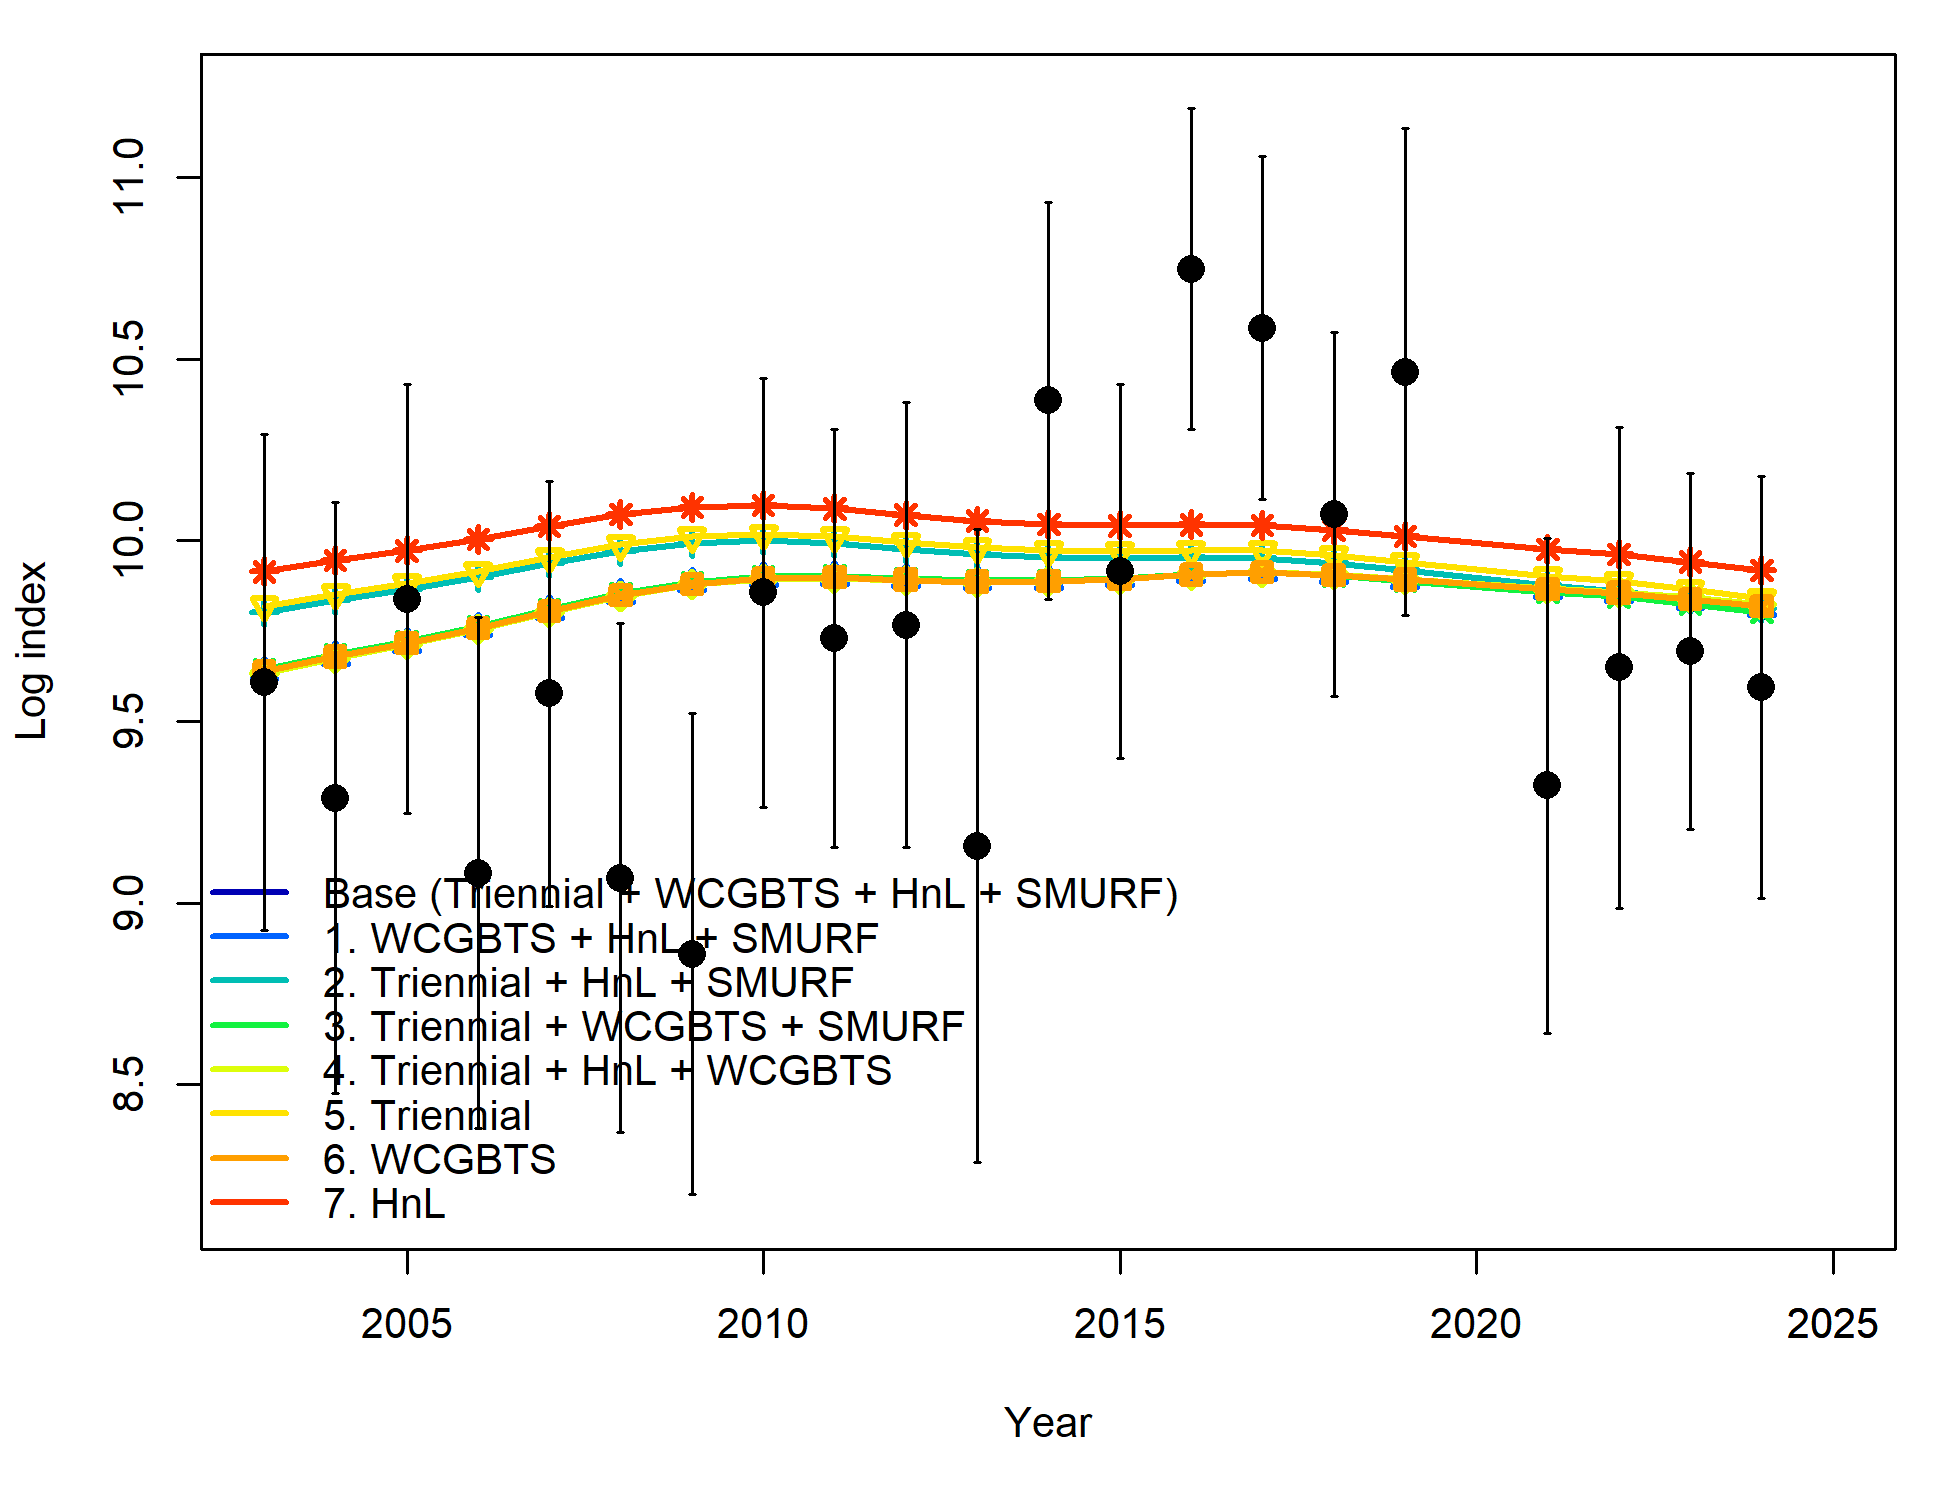 11.0
10.5
10.0
9.5
9.0
8.5
Log index
Base (Triennial + WCGBTS + HnL + SMURF)
1. WCGBTS + HnL + SMURF
2. Triennial + HnL + SMURF
3. Triennial + WCGBTS + SMURF
4. Triennial + HnL + WCGBTS
5. Triennial
6. WCGBTS
7. HnL
2005 2010 2015 2020 2025
Year